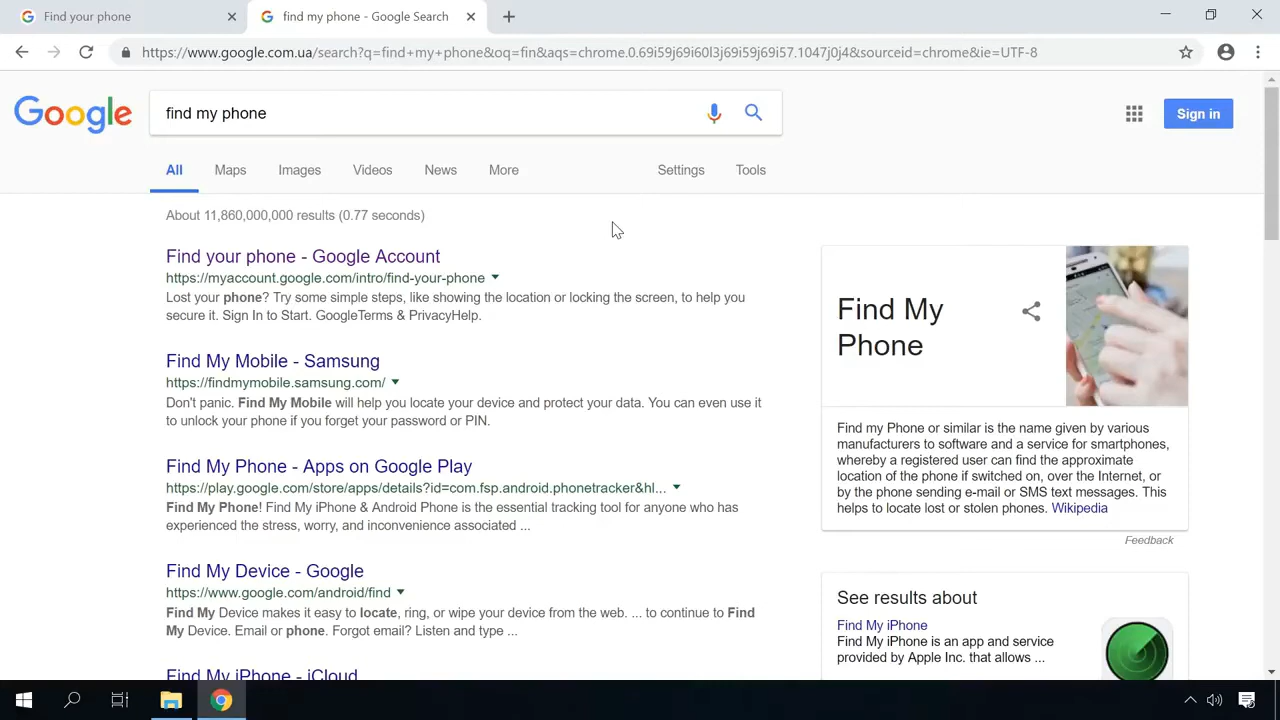 Find your phone
find my phone - Google Search
https://www.google.com.ua/search?q=find+my+phone&oq=fin&aqs=chrome.0.69i59j69i60l3j69i59j69i57.1047j0j4&sourceid=chrome&ie=UTF-8
Google
find my phone
Sign in
All
Maps
Images
Videos
News
More
Settings
Tools
About 11,860,000,000 results (0.77 seconds)
Find your phone - Google Account
https://myaccount.google.com/intro/find-your-phone
Lost your phone? Try some simple steps, like showing the location or locking the screen, to help you
secure it. Sign In to Start. GoogleTerms & PrivacyHelp.
Find My Mobile - Samsung
https://findmymobile.samsung.com/
Don't panic. Find My Mobile will help you locate your device and protect your data. You can even use it
to unlock your phone if you forget your password or PIN.
Find My Phone - Apps on Google Play
https://play.google.com/store/apps/details?id=com.fsp.android.phonetracker&hl...
Find My Phone! Find My iPhone & Android Phone is the essential tracking tool for anyone who has
experienced the stress, worry, and inconvenience associated ...
Find My Device - Google
https://www.google.com/android/find
Find My Device makes it easy to locate, ring, or wipe your device from the web. ... to continue to Find
My Device. Email or phone. Forgot email? Listen and type ...
Find My iPhone - iCloud
Find My
Phone
Find my Phone or similar is the name given by various
manufacturers to software and a service for smartphones,
whereby a registered user can find the approximate
location of the phone if switched on, over the Internet, or
by the phone sending e-mail or SMS text messages. This
helps to locate lost or stolen phones. Wikipedia
Feedback
See results about
Find My iPhone
Find My iPhone is an app and service
provided by Apple Inc. that allows ...